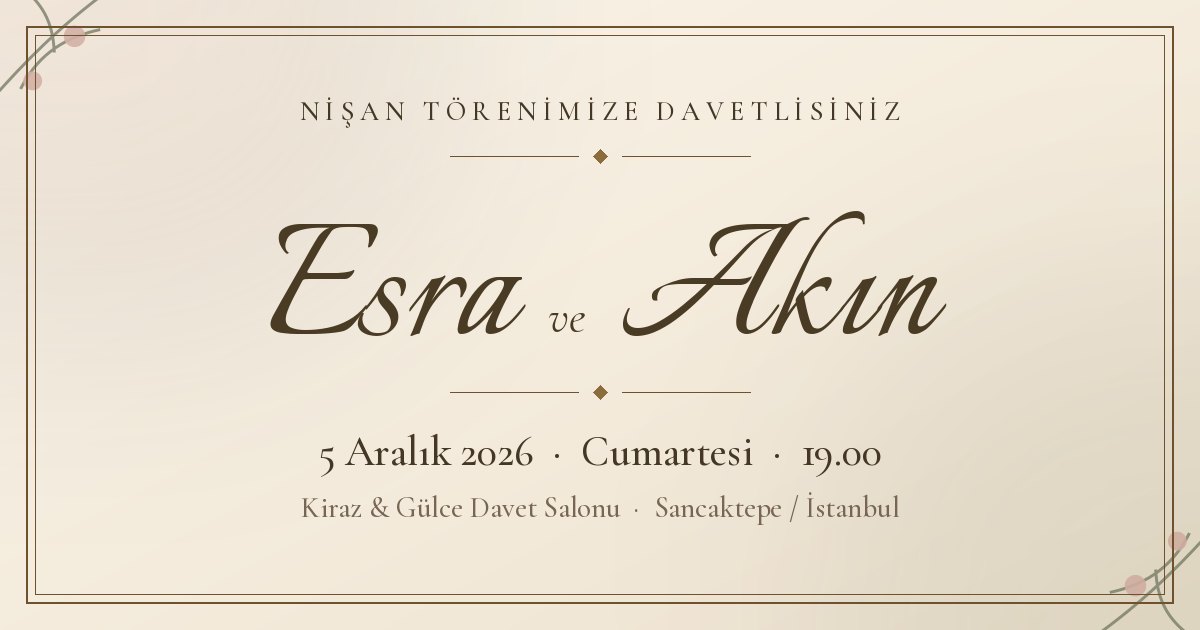 NİŞAN TÖRENİMİZE DAVETLİSİNİZ
Esra ve Akın
5 Aralık 2026 · Cumartesi · 19.00
Kiraz & Gülce Davet Salonu · Sancaktepe / İstanbul